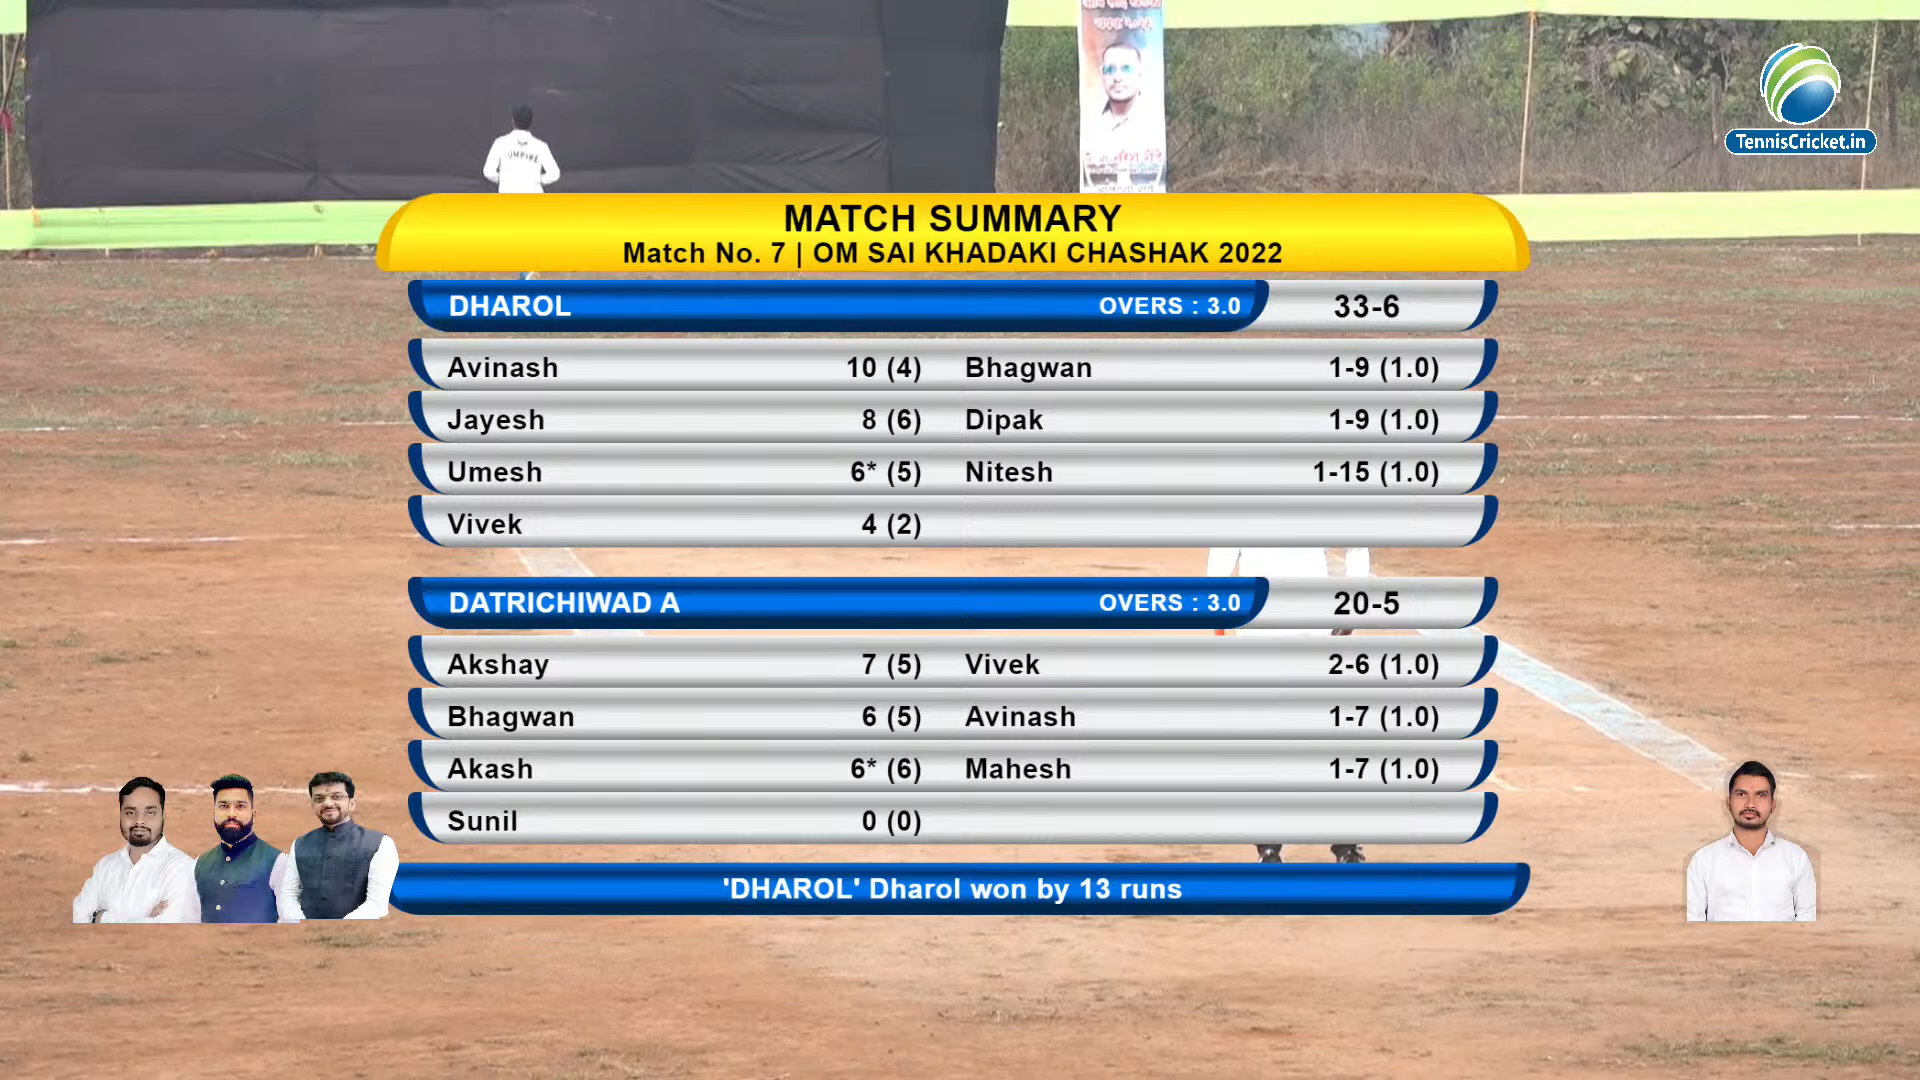 TennisCricket.in
UMPIRE
MATCH SUMMARY
Match No. 7 | OM SAI KHADAKI CHASHAK 2022
DHAROL OVERS : 3.0 33-6
Avinash 10 (4) Bhagwan 1-9 (1.0)
Jayesh 8 (6) Dipak 1-9 (1.0)
Umesh 6* (5) Nitesh 1-15 (1.0)
Vivek 4 (2)
DATRICHIWAD A OVERS : 3.0 20-5
Akshay 7 (5) Vivek 2-6 (1.0)
Bhagwan 6 (5) Avinash 1-7 (1.0)
Akash 6* (6) Mahesh 1-7 (1.0)
Sunil 0 (0)
'DHAROL' Dharol won by 13 runs